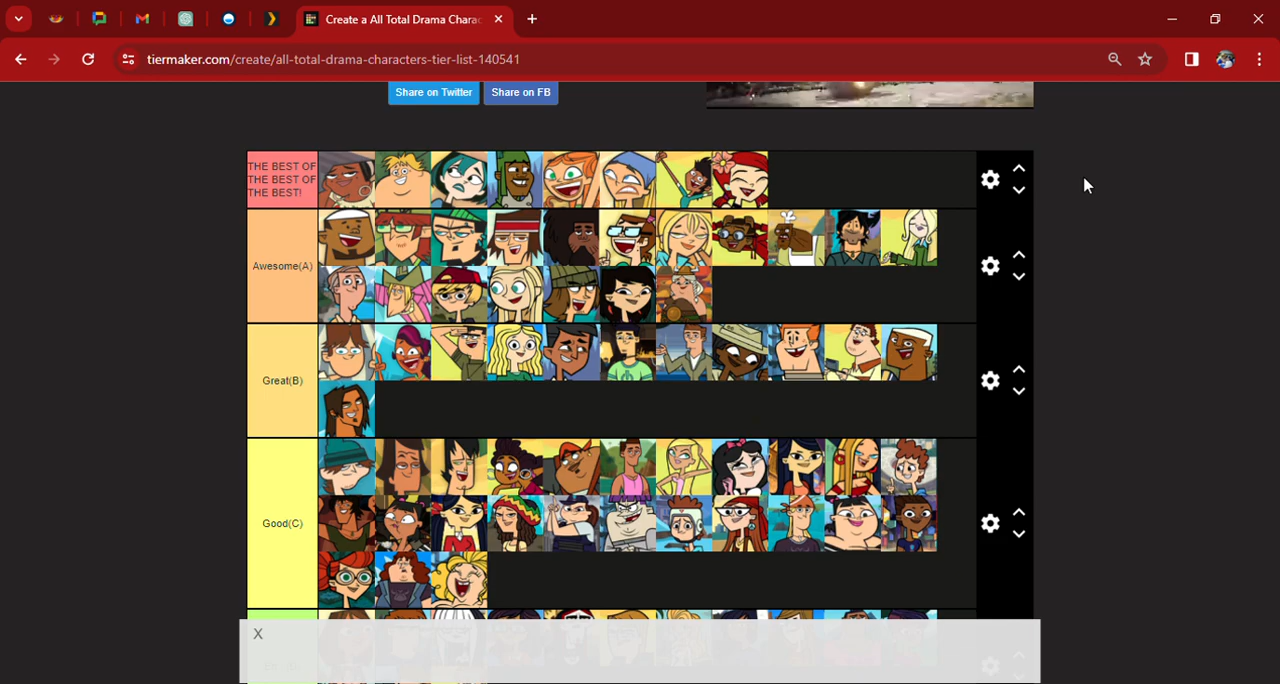 Create a All Total Drama Charac
tiermaker.com/create/all-total-drama-characters-tier-list-140541
Share on Twitter
Share on FB
THE BEST OF
THE BEST OF
THE BEST!
Awesome(A)
Great(B)
Good(C)
X